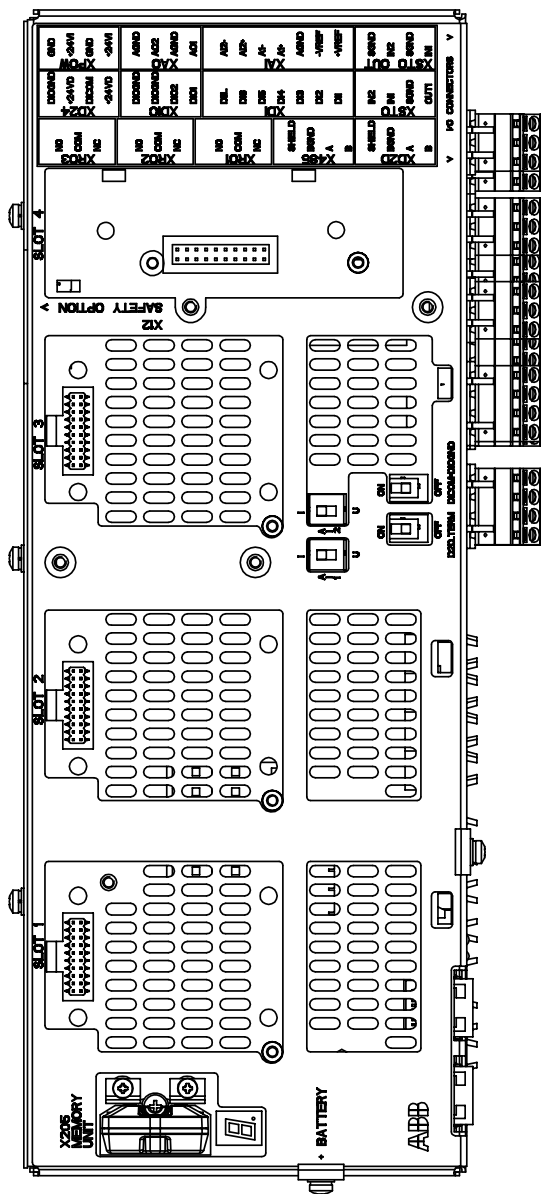 GND
+24VI
GND
+24VI
XPOW
AGND
AO2
AGND
AO1
XAO
AI2-
AI2+
AI1-
AI1+
AGND
-VREF
+VREF
XAI
SGND
IN2
SGND
IN1
XSTO OUT
DIOGND
+24VD
DICOM
+24VD
XD24
DIOGND
DIOGND
DIO2
DIO1
XDIO
DIIL
DI6
DI5
DI4
DI3
DI2
DI1
XDI
IN2
IN1
SGND
OUT1
XSTO
NO
COM
NC
XRO3
NO
COM
NC
XRO2
NO
COM
NC
XRO1
SHIELD
BGND
A
B
X485
SHIELD
BGND
A
B
XD2D
I/O CONNECTORS
SLOT 4
SAFETY OPTION
X12
SLOT 3
ON
OFF
DICOM-DIOGND
ON
OFF
D2D.TERM
I
U
AI2
I
U
AI1
SLOT 2
SLOT 1
X205
MEMORY
UNIT
+ BATTERY
ABB